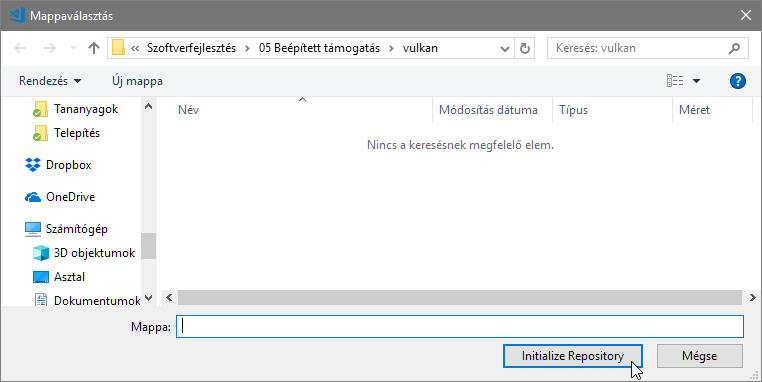 Mappaválasztás
« Szoftverfejlesztés › 05 Beépített támogatás › vulkan
Keresés: vulkan
Rendezés
Új mappa
?
Tananyagok
Telepítés
Dropbox
OneDrive
Számítógép
3D objektumok
Asztal
Dokumentumok
Név Módosítás dátuma Típus Méret
Nincs a keresésnek megfelelő elem.
Mappa:
Initialize Repository Mégse